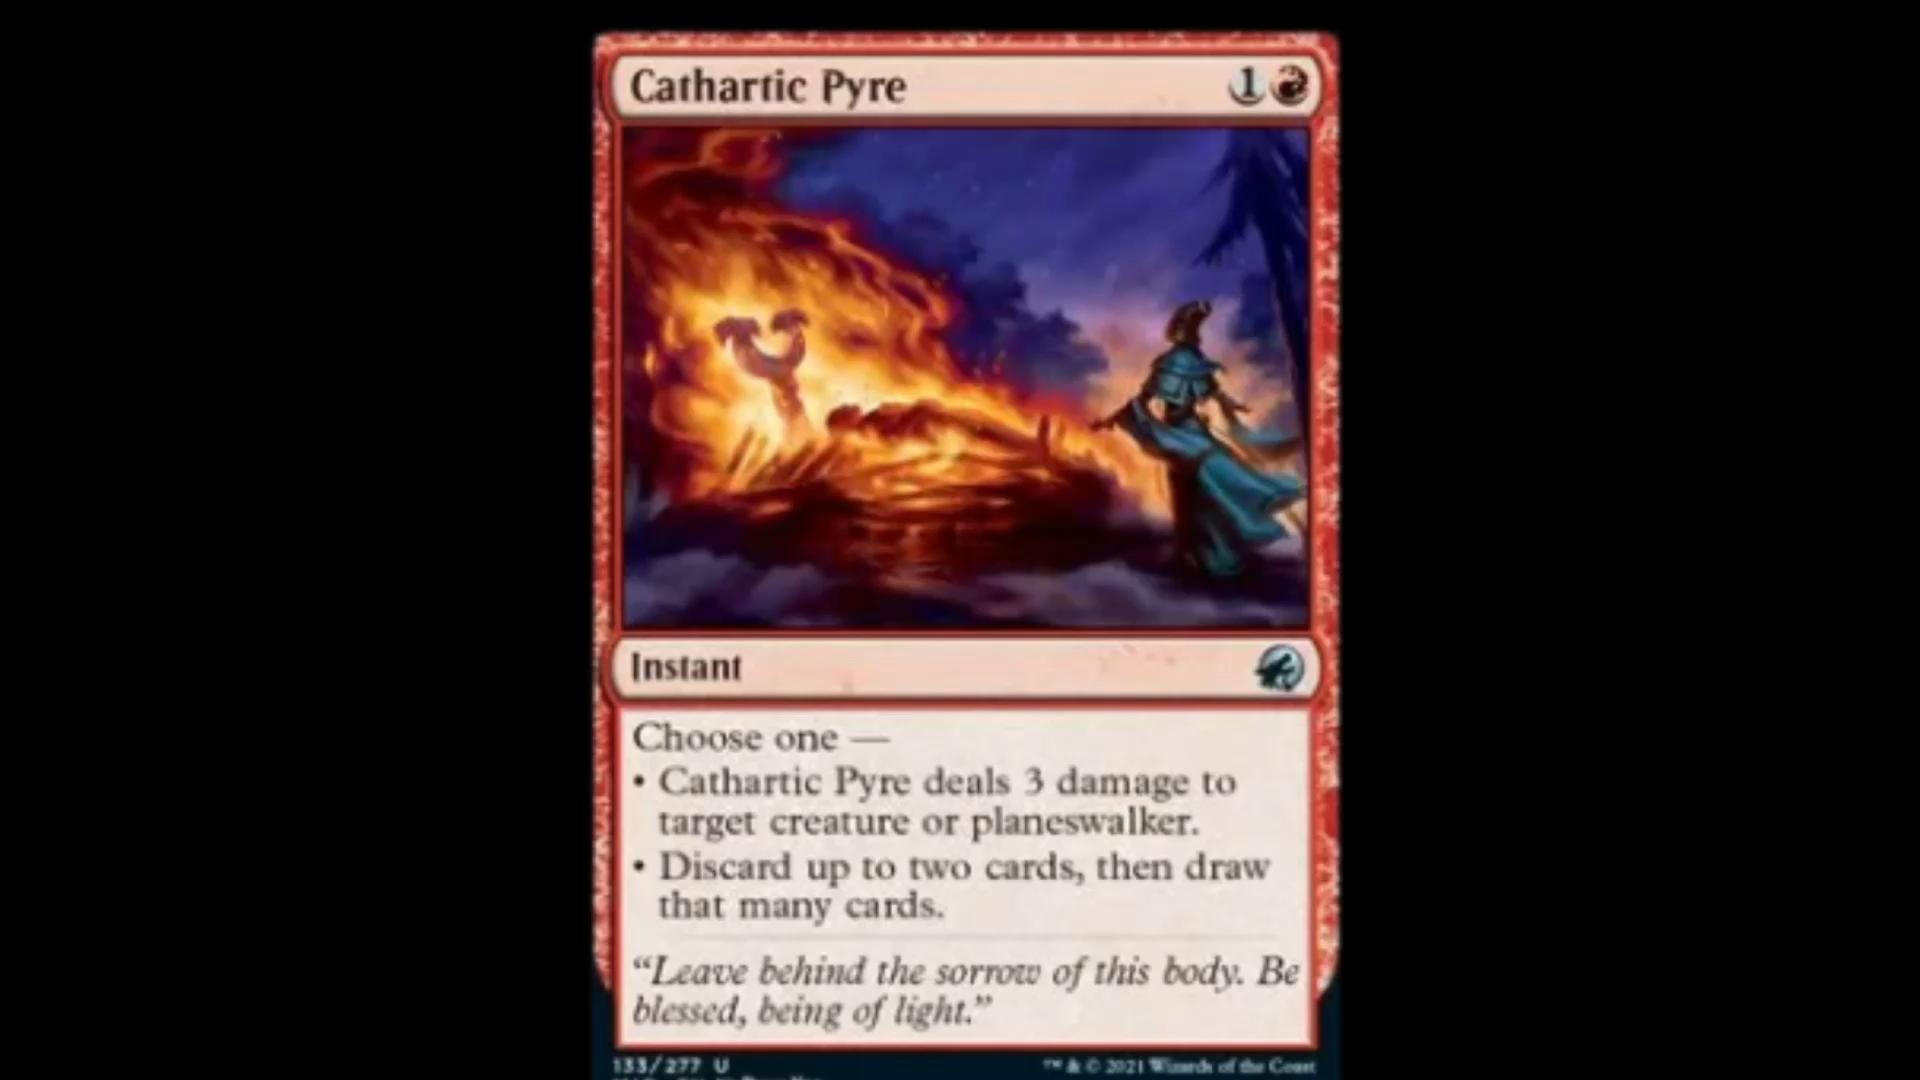 Cathartic Pyre 1
Instant
Choose one —
• Cathartic Pyre deals 3 damage to
target creature or planeswalker.
• Discard up to two cards, then draw
that many cards.
“Leave behind the sorrow of this body. Be
blessed, being of light.”
133/277 U ™ & © 2021 Wizards of the Coast